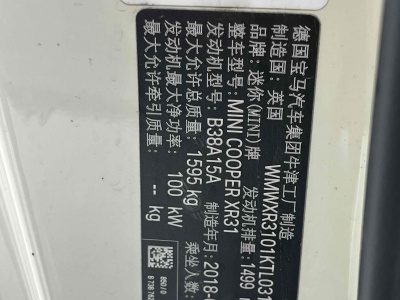 德国宝马汽车集团牛津工厂制造
制造国：英国 WMWXR3101KTL031
品牌：迷你(MINI)牌 发动机排量：1499
整车型号：MINI COOPER XR31
发动机型号：B38A15A 制造年月：2018-
最大允许总质量：1595 kg 乘坐人
发动机最大净功率：100 kW
最大允许牵引质量：-- kg